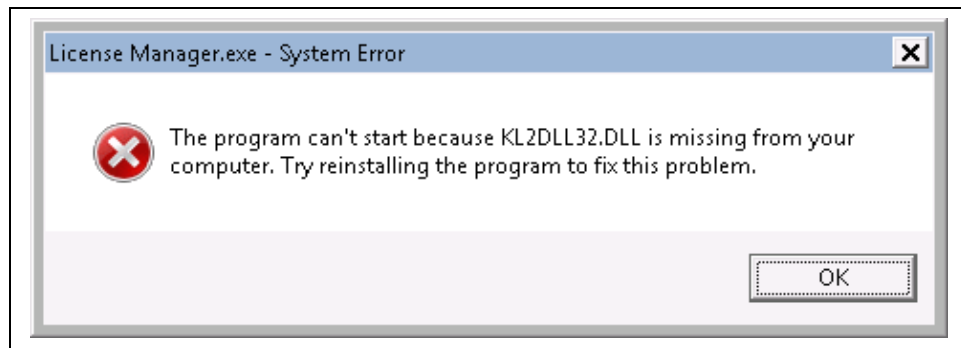 License Manager.exe - System Error
The program can't start because KL2DLL32.DLL is missing from your
computer. Try reinstalling the program to fix this problem.
OK